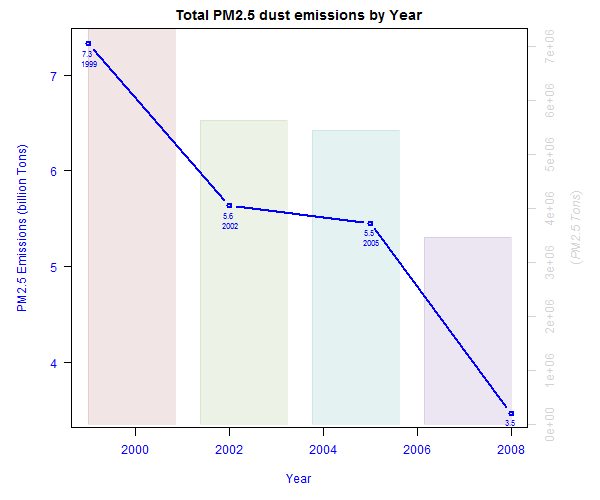 Total PM2.5 dust emissions by Year
PM2.5 Emissions (billion Tons)
7
6
5
4
7.3
1999
5.6
2002
5.5
2005
3.5
7e+06
6e+06
5e+06
4e+06
3e+06
2e+06
1e+06
0e+00
(PM2.5 Tons)
2000
2002
2004
2006
2008
Year